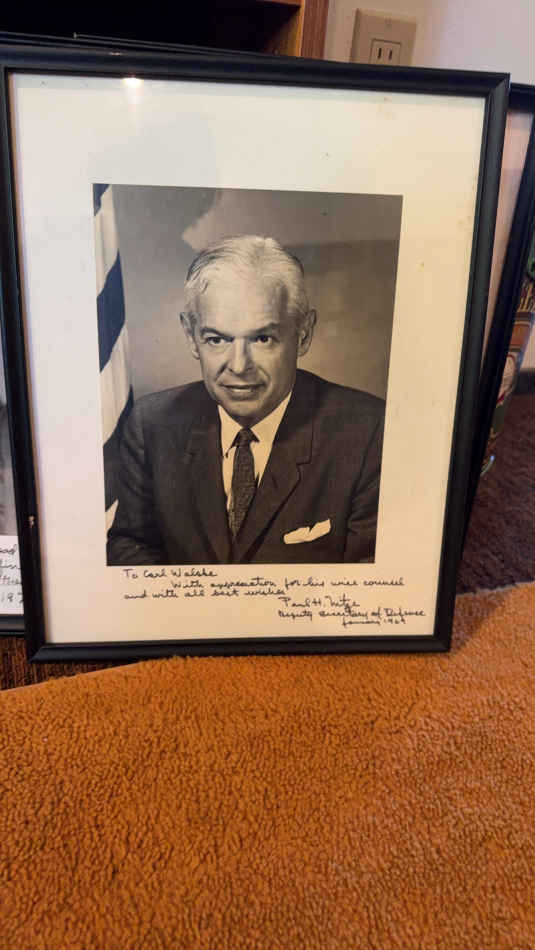 To Carl Walske
With appreciation for his wise counsel
and with all best wishes
Paul H. Nitze
Deputy Secretary of Defense
January 1969